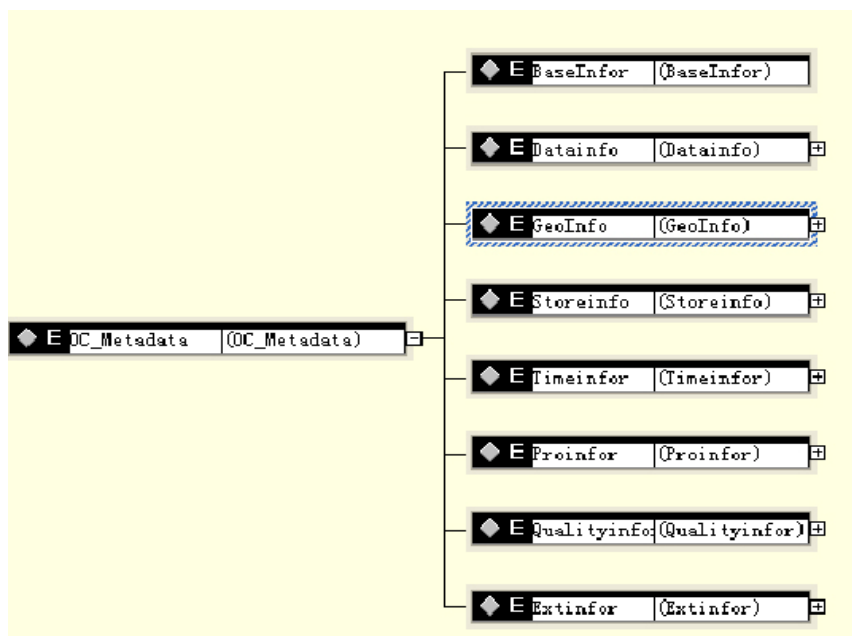 E BaseInfor (BaseInfor)
E Datainfo (Datainfo)
E GeoInfo (GeoInfo)
E Storeinfo (Storeinfo)
E OC_Metadata (OC_Metadata)
E Timeinfor (Timeinfor)
E Proinfor (Proinfor)
E Qualityinfo (Qualityinfor)
E Extinfor (Extinfor)